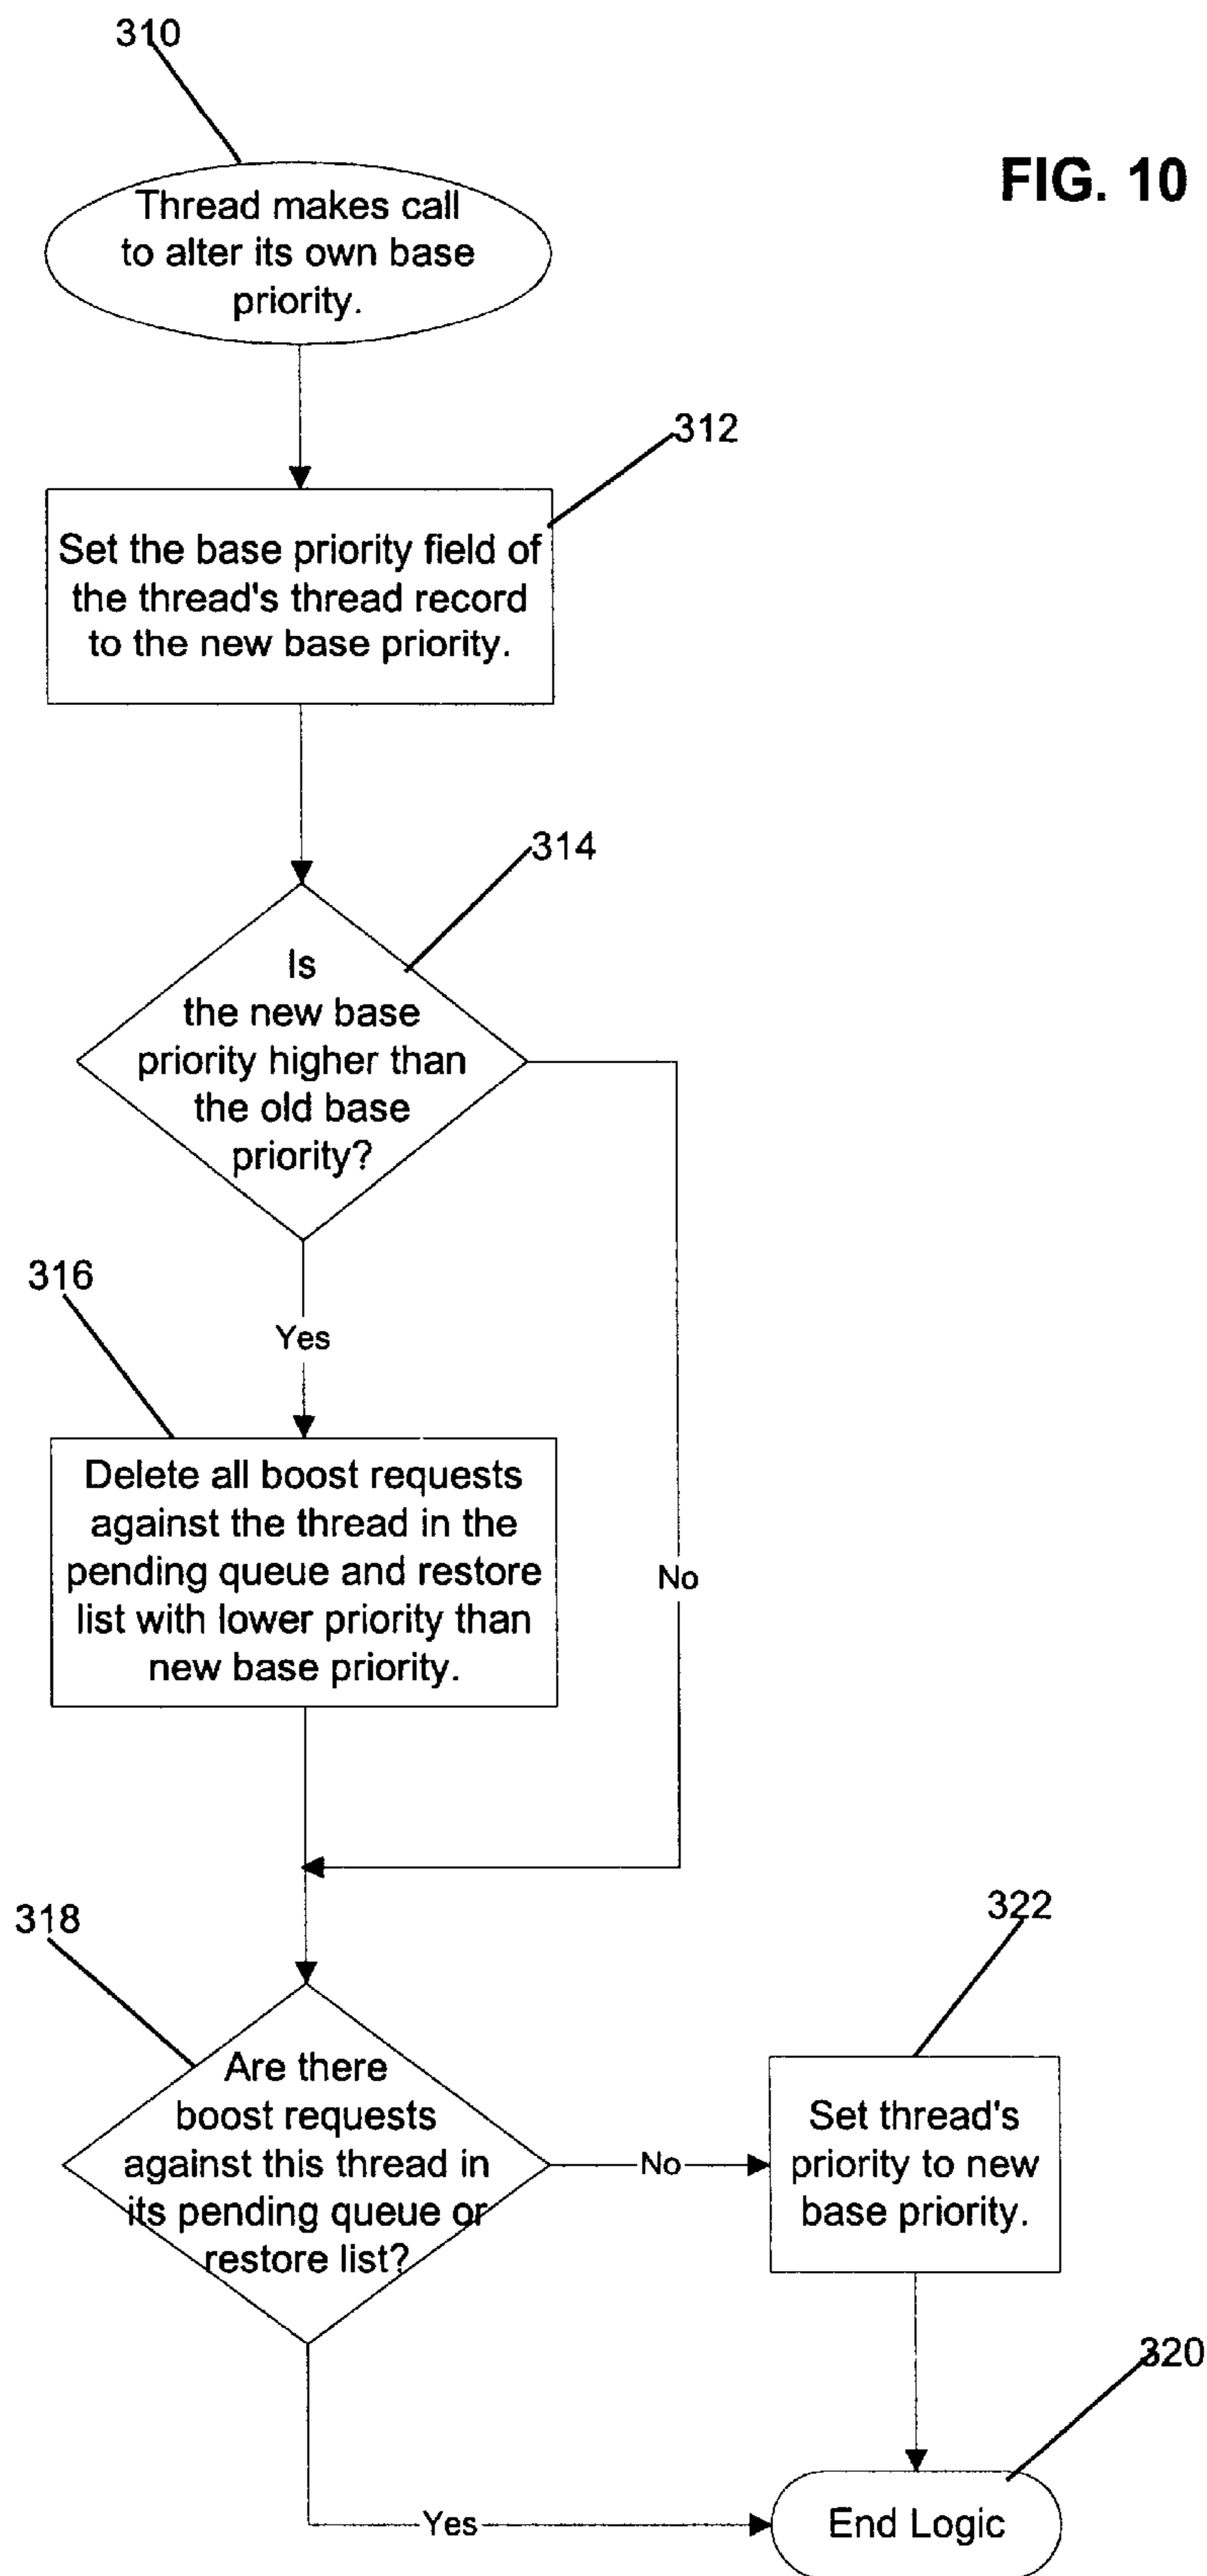 310
FIG. 10
Thread makes call
to alter its own base
priority.
312
Set the base priority field of
the thread's thread record
to the new base priority.
314
Is
the new base
priority higher than
the old base
priority?
316
Yes
Delete all boost requests
against the thread in the
pending queue and restore
list with lower priority than
new base priority.
No
318
322
Are there
boost requests
against this thread in
its pending queue or
restore list?
No
Set thread's
priority to new
base priority.
320
Yes
End Logic